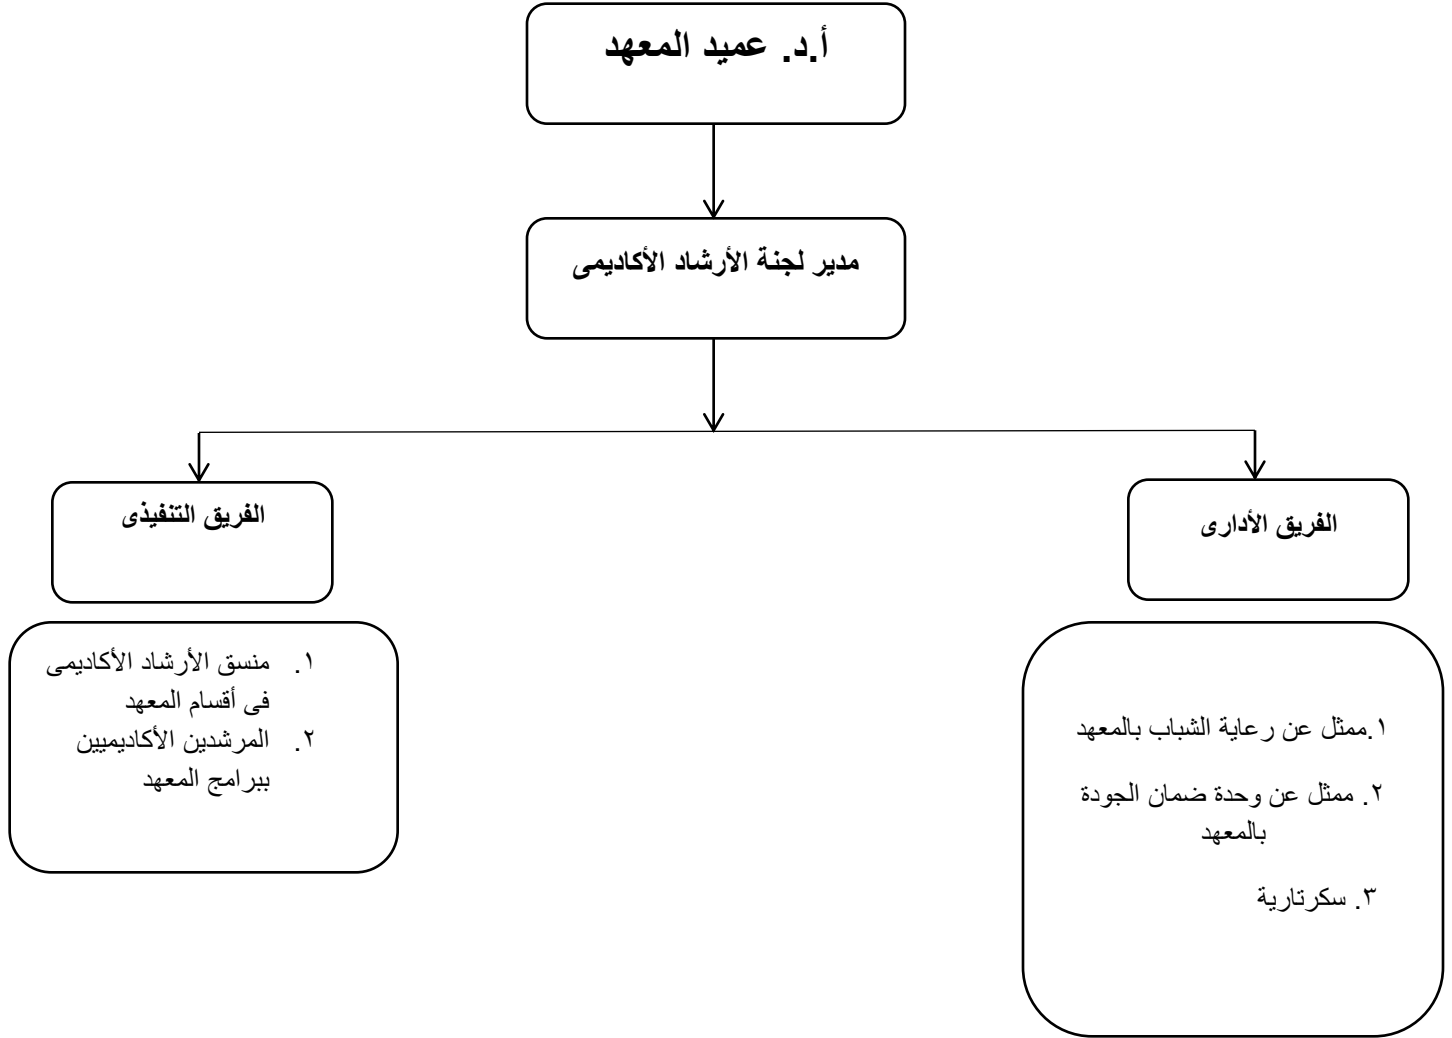 أ.د. عميد المعهد
مدير لجنة الأرشاد الأكاديمى
الفريق الأدارى
الفريق التنفيذى
١.ممثل عن رعاية الشباب بالمعهد
٢. ممثل عن وحدة ضمان الجودة
بالمعهد
٣. سكرتارية
١. منسق الأرشاد الأكاديمى
فى أقسام المعهد
٢. المرشدين الأكاديميين
ببرامج المعهد